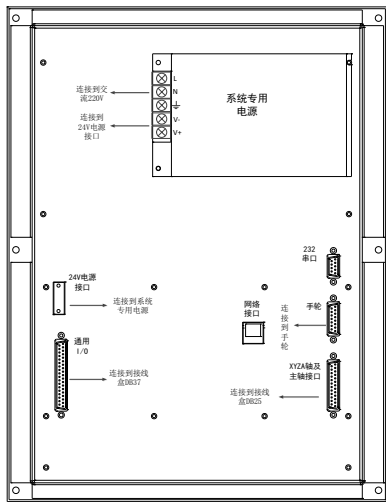 连接到交
流220V
连接到
24V电源
接口
L
N
V-
V+
系统专用
电源
232
串口
24V电源
接口
连接到系统
专用电源
网络
接口
连
接
到
手
轮
手轮
通用
I/O
连接到接线
盒DB37
XYZA轴及
主轴接口
连接到接线
盒DB25